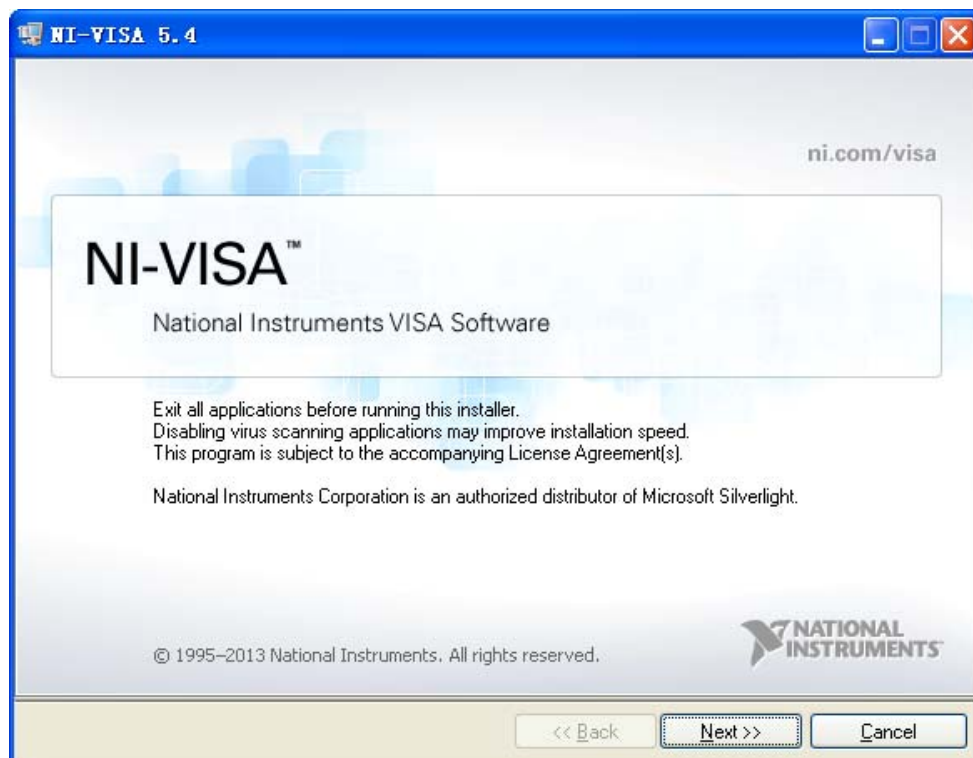 NI-VISA 5.4
ni.com/visa
NI-VISA™
National Instruments VISA Software
Exit all applications before running this installer.
Disabling virus scanning applications may improve installation speed.
This program is subject to the accompanying License Agreement(s).
National Instruments Corporation is an authorized distributor of Microsoft Silverlight.
© 1995–2013 National Instruments. All rights reserved.
NATIONAL
INSTRUMENTS
<< Back
Next >>
Cancel